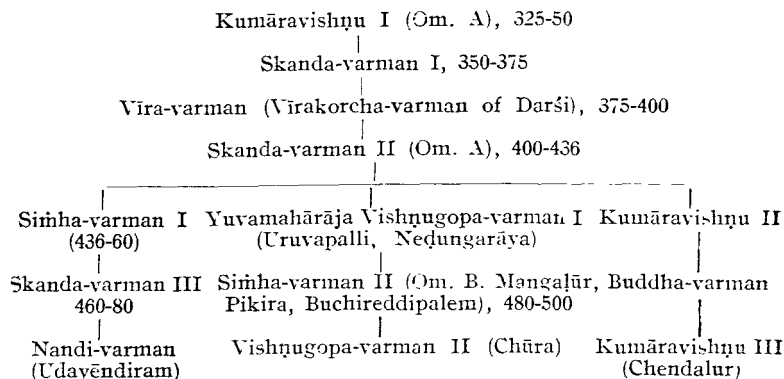 Kumāravishṇu I (Om. A), 325-50
Skanda-varman I, 350-375
Vīra-varman (Vīrakorcha-varman of Darśi), 375-400
Skanda-varman II (Om. A), 400-436
Siṁha-varman I Yuvamahārāja Vishṇugopa-varman I Kumāravishṇu II
(436-60) (Uruvapalli, Neḍungarāya)
Skanda-varman III Siṁha-varman II (Om. B. Mangaḷūr, Buddha-varman
460-80 Pikira, Buchireddipalem), 480-500
Nandi-varman Vishṇugopa-varman II (Chūra) Kumāravishṇu III
(Udayēndiram) (Chendalur)